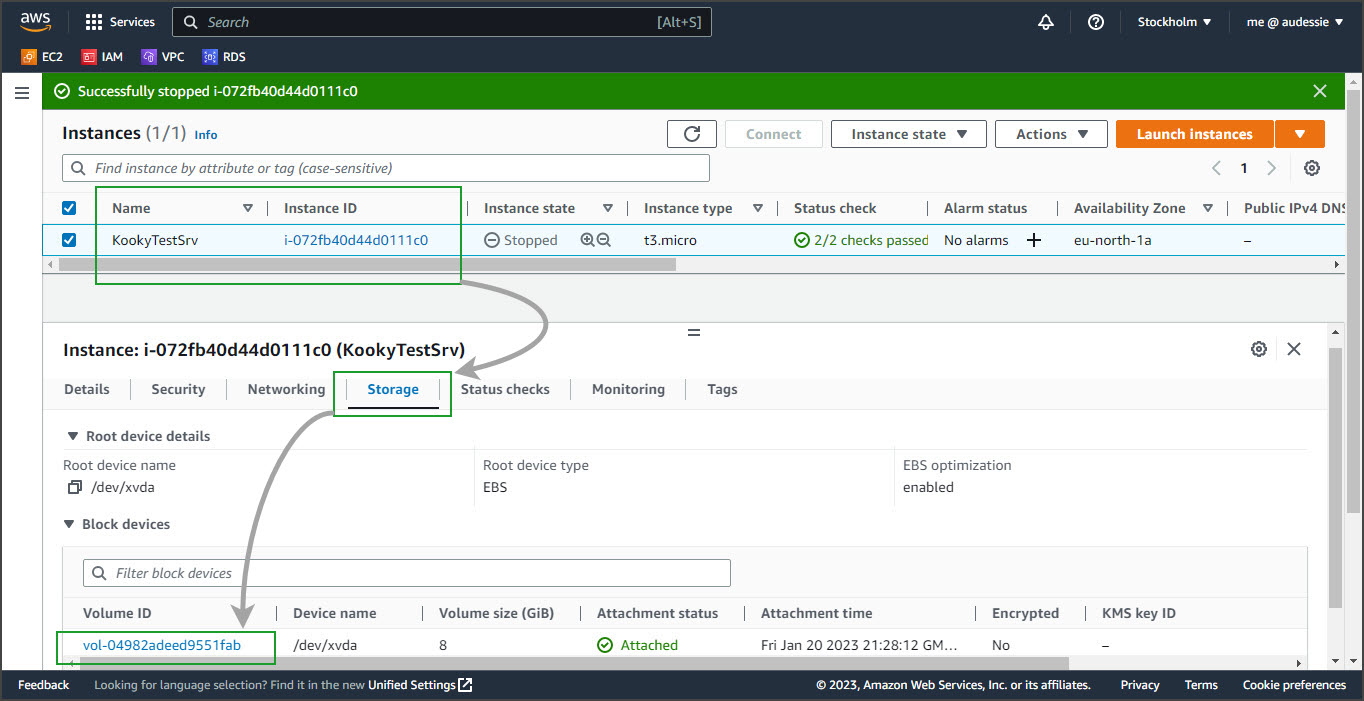 aws Services Search [Alt+S] Stockholm me @ audessie
EC2 IAM VPC RDS
Successfully stopped i-072fb40d44d0111c0
Instances (1/1) Info Connect Instance state Actions Launch instances
Find instance by attribute or tag (case-sensitive) 1
Name Instance ID Instance state Instance type Status check Alarm status Availability Zone Public IPv4 DNS
KookyTestSrv i-072fb40d44d0111c0 Stopped t3.micro 2/2 checks passed No alarms + eu-north-1a –
Instance: i-072fb40d44d0111c0 (KookyTestSrv)
Details Security Networking Storage Status checks Monitoring Tags
Root device details
Root device name Root device type EBS optimization
/dev/xvda EBS enabled
Block devices
Filter block devices
Volume ID Device name Volume size (GiB) Attachment status Attachment time Encrypted KMS key ID
vol-04982adeed9551fab /dev/xvda 8 Attached Fri Jan 20 2023 21:28:12 GM... No –
Feedback Looking for language selection? Find it in the new Unified Settings © 2023, Amazon Web Services, Inc. or its affiliates. Privacy Terms Cookie preferences